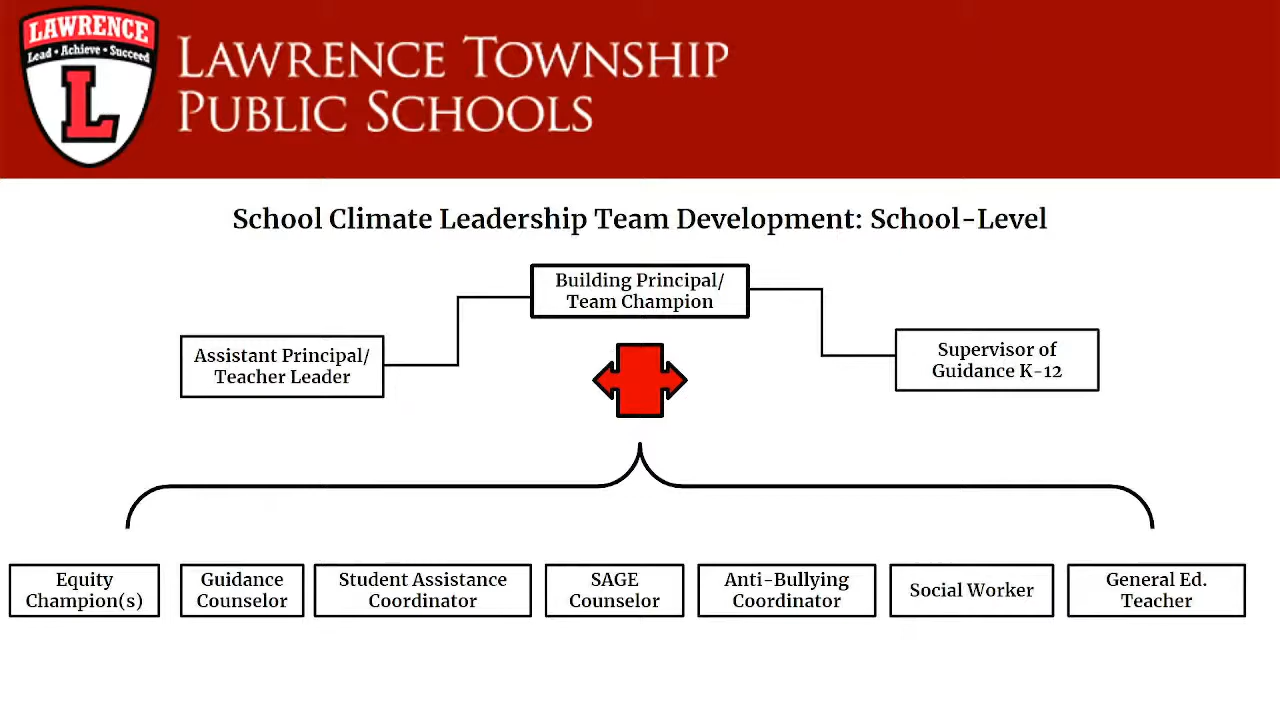 LAWRENCE
Lead • Achieve • Succeed
L
LAWRENCE TOWNSHIP
PUBLIC SCHOOLS
School Climate Leadership Team Development: School-Level
Building Principal/
Team Champion
Assistant Principal/
Teacher Leader
Supervisor of
Guidance K-12
Equity
Champion(s)
Guidance
Counselor
Student Assistance
Coordinator
SAGE
Counselor
Anti-Bullying
Coordinator
Social Worker
General Ed.
Teacher